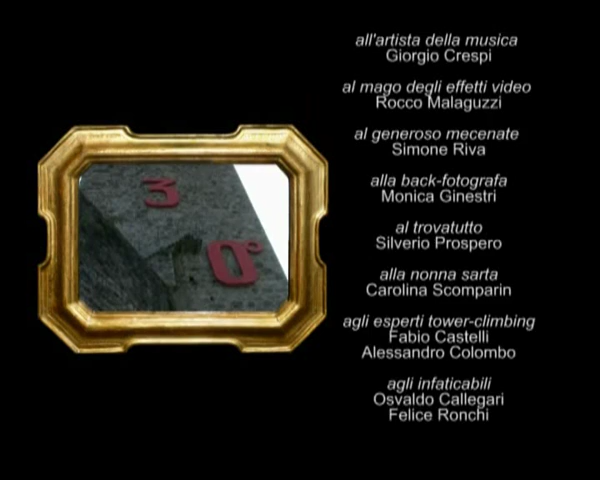 3
0°
all'artista della musica
Giorgio Crespi
al mago degli effetti video
Rocco Malaguzzi
al generoso mecenate
Simone Riva
alla back-fotografa
Monica Ginestri
al trovatutto
Silverio Prospero
alla nonna sarta
Carolina Scomparin
agli esperti tower-climbing
Fabio Castelli
Alessandro Colombo
agli infaticabili
Osvaldo Callegari
Felice Ronchi